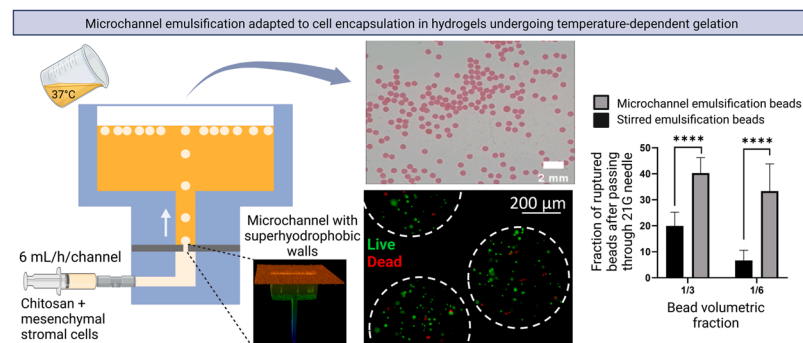 Microchannel emulsification adapted to cell encapsulation in hydrogels undergoing temperature-dependent gelation
37°C
6 mL/h/channel
Chitosan +
mesenchymal
stromal cells
Microchannel with
superhydrophobic
walls
2 mm
200 µm
Live
Dead
Microchannel emulsification beads
Stirred emulsification beads
**** ****
Fraction of ruptured
beads after passing
through 21G needle
50
40
30
20
10
0
1/3 1/6
Bead volumetric
fraction